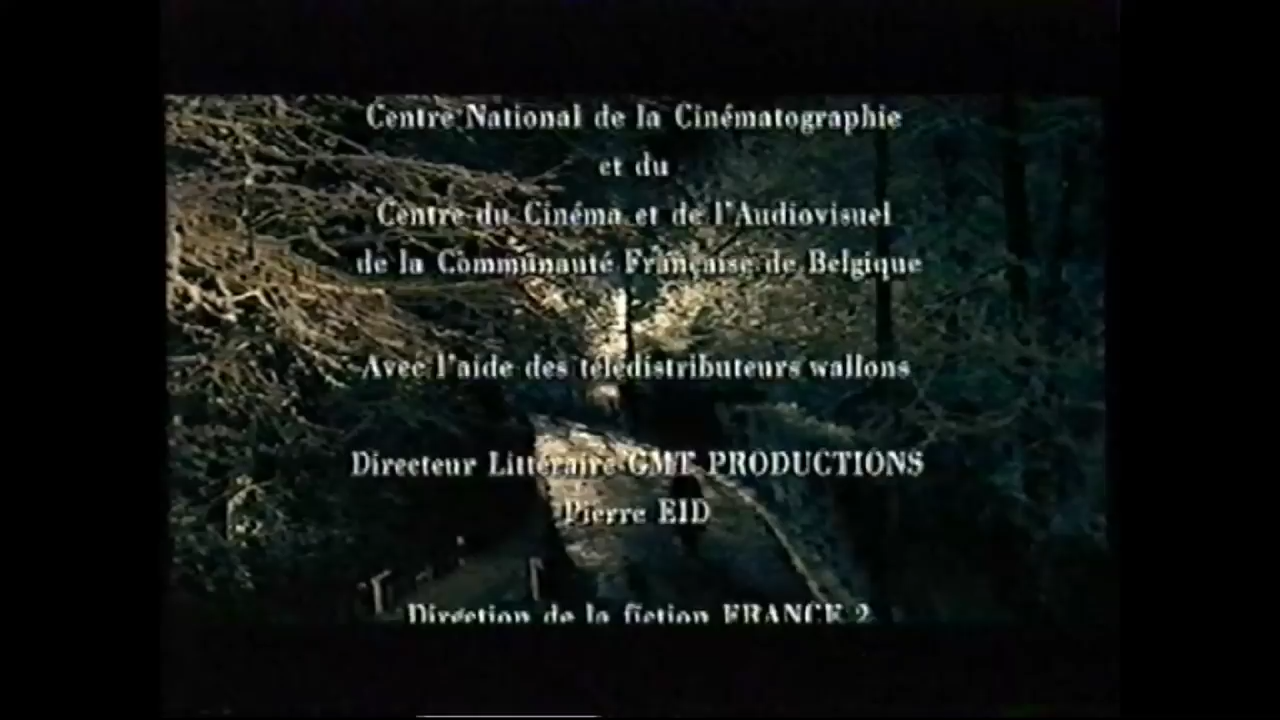 Centre National de la Cinématographie
et du
Centre du Cinéma et de l'Audiovisuel
de la Communauté Française de Belgique
Avec l'aide des télédistributeurs wallons
Directeur Littéraire GMT PRODUCTIONS
Pierre EID
Direction de la fiction FRANCE 2